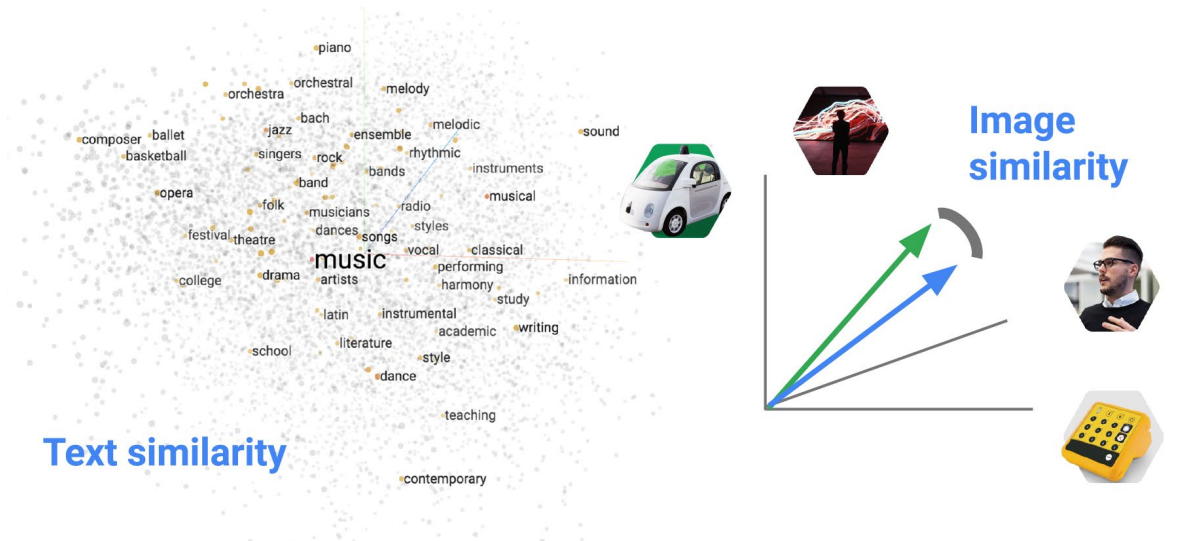 piano
orchestral
orchestra
melody
bach
melodic
jazz
ensemble
sound
composer
ballet
basketball
singers
rock
rhythmic
bands
instruments
band
opera
musical
folk
musicians
radio
dances
styles
festival
theatre
songs
vocal
classical
music
performing
college
drama
artists
harmony
information
study
latin
instrumental
academic
writing
school
literature
style
dance
teaching
contemporary
Text similarity
Image
similarity